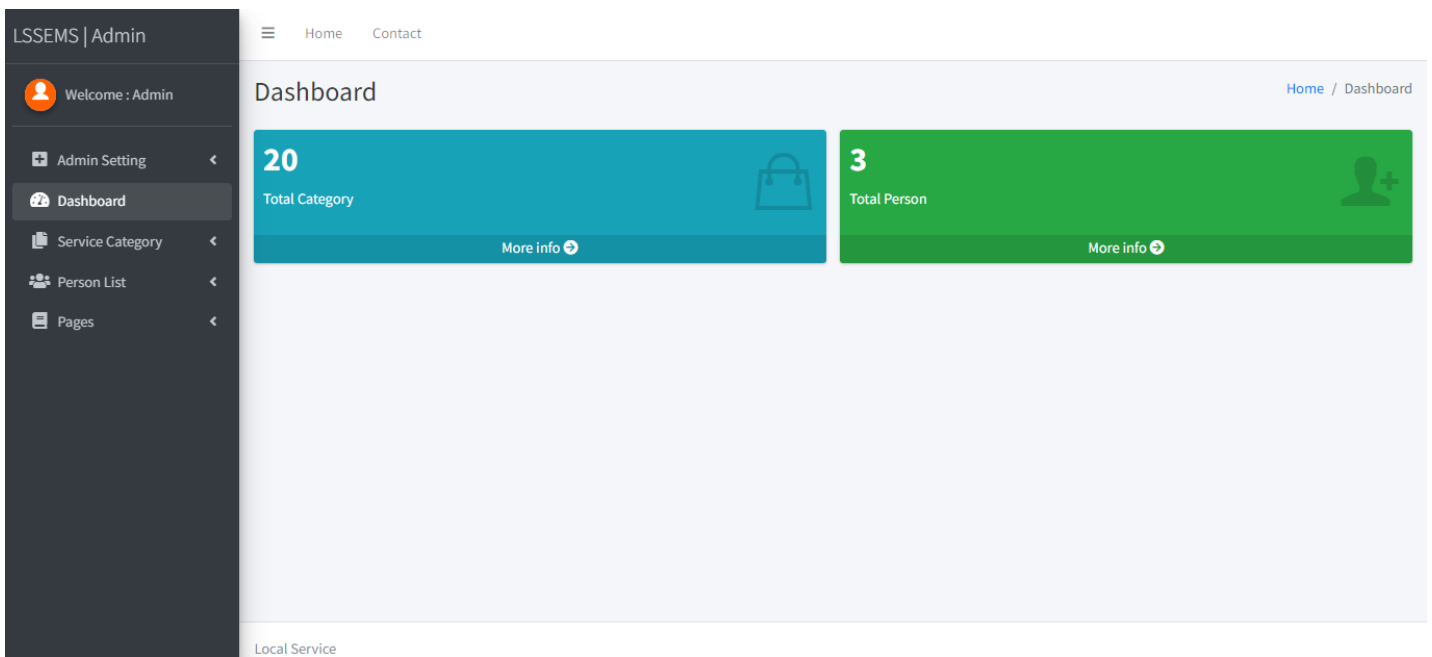 LSSEMS | Admin
Home Contact
Welcome : Admin
Dashboard
Home / Dashboard
Admin Setting
Dashboard
Service Category
Person List
Pages
20
Total Category
More info
3
Total Person
More info
Local Service